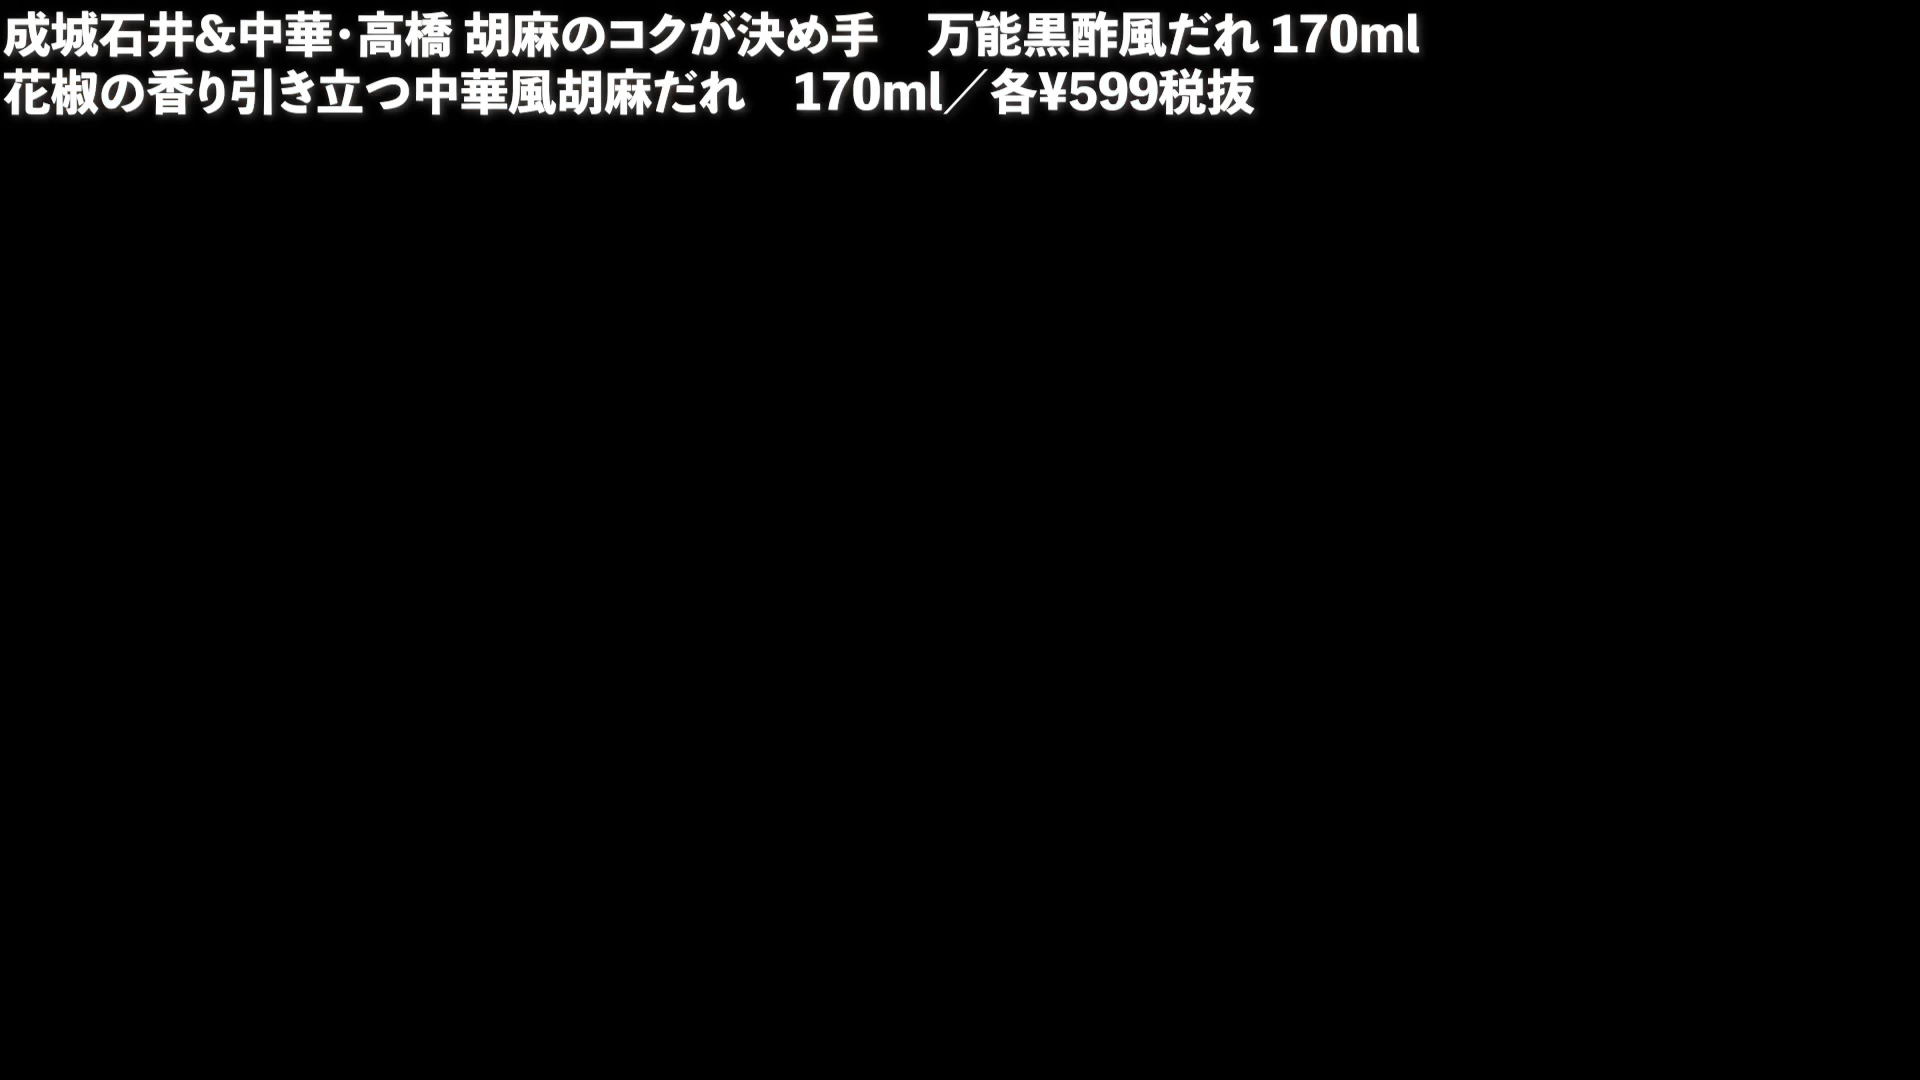 成城石井&中華･高橋 胡麻のコクが決め手　万能黒酢風だれ 170ml
花椒の香り引き立つ中華風胡麻だれ　170ml／各¥599税抜